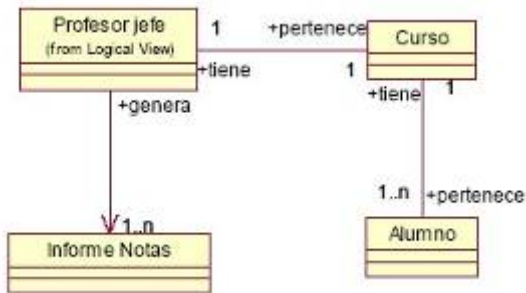 Profesor jefe
(from Logical View)
1
+pertenece
Curso
+tiene
1
+genera
+tiene
1
1..n
+pertenece
1..n
Informe Notas
Alumno